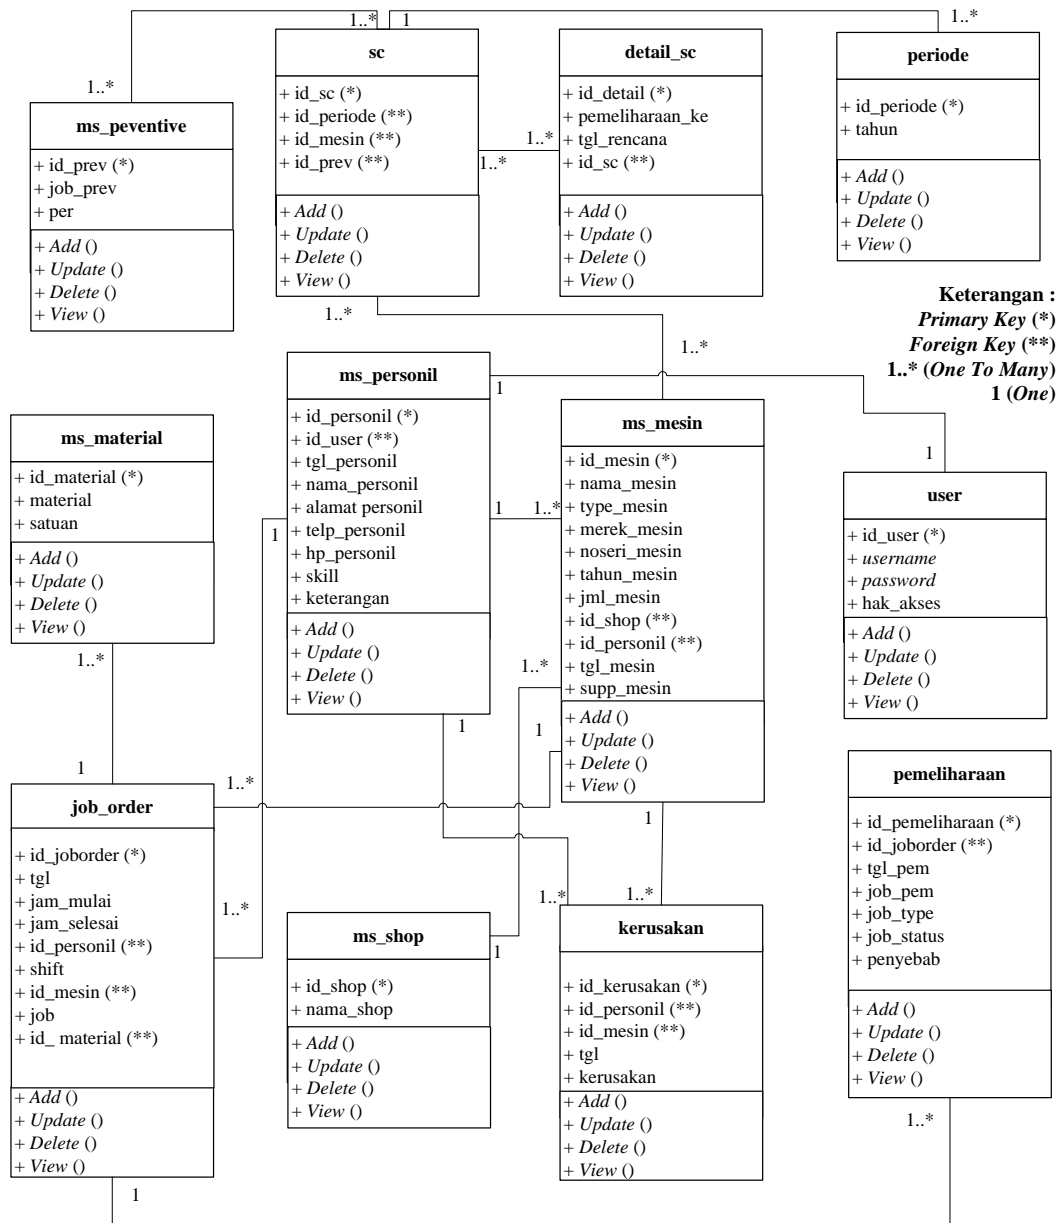 1..*
1
1..*
sc
+ id_sc (*)
+ id_periode (**)
+ id_mesin (**)
+ id_prev (**)
+ Add ()
+ Update ()
+ Delete ()
+ View ()
detail_sc
+ id_detail (*)
+ pemeliharaan_ke
+ tgl_rencana
+ id_sc (**)
+ Add ()
+ Update ()
+ Delete ()
+ View ()
periode
+ id_periode (*)
+ tahun
+ Add ()
+ Update ()
+ Delete ()
+ View ()
1..*
ms_peventive
+ id_prev (*)
+ job_prev
+ per
+ Add ()
+ Update ()
+ Delete ()
+ View ()
1..*
1..*
1..*
1..*
Keterangan :
Primary Key (*)
Foreign Key (**)
1..* (One To Many)
1 (One)
ms_personil
+ id_personil (*)
+ id_user (**)
+ tgl_personil
+ nama_personil
+ alamat personil
+ telp_personil
+ hp_personil
+ skill
+ keterangan
+ Add ()
+ Update ()
+ Delete ()
+ View ()
1
1
1..*
1
1
ms_mesin
+ id_mesin (*)
+ nama_mesin
+ type_mesin
+ merek_mesin
+ noseri_mesin
+ tahun_mesin
+ jml_mesin
+ id_shop (**)
+ id_personil (**)
+ tgl_mesin
+ supp_mesin
+ Add ()
+ Update ()
+ Delete ()
+ View ()
1..*
1
1
ms_material
+ id_material (*)
+ material
+ satuan
+ Add ()
+ Update ()
+ Delete ()
+ View ()
1..*
1
1
user
+ id_user (*)
+ username
+ password
+ hak_akses
+ Add ()
+ Update ()
+ Delete ()
+ View ()
job_order
+ id_joborder (*)
+ tgl
+ jam_mulai
+ jam_selesai
+ id_personil (**)
+ shift
+ id_mesin (**)
+ job
+ id_ material (**)
+ Add ()
+ Update ()
+ Delete ()
+ View ()
1..*
1..*
1
ms_shop
+ id_shop (*)
+ nama_shop
+ Add ()
+ Update ()
+ Delete ()
+ View ()
1
1..*
1..*
kerusakan
+ id_kerusakan (*)
+ id_personil (**)
+ id_mesin (**)
+ tgl
+ kerusakan
+ Add ()
+ Update ()
+ Delete ()
+ View ()
pemeliharaan
+ id_pemeliharaan (*)
+ id_joborder (**)
+ tgl_pem
+ job_pem
+ job_type
+ job_status
+ penyebab
+ Add ()
+ Update ()
+ Delete ()
+ View ()
1..*